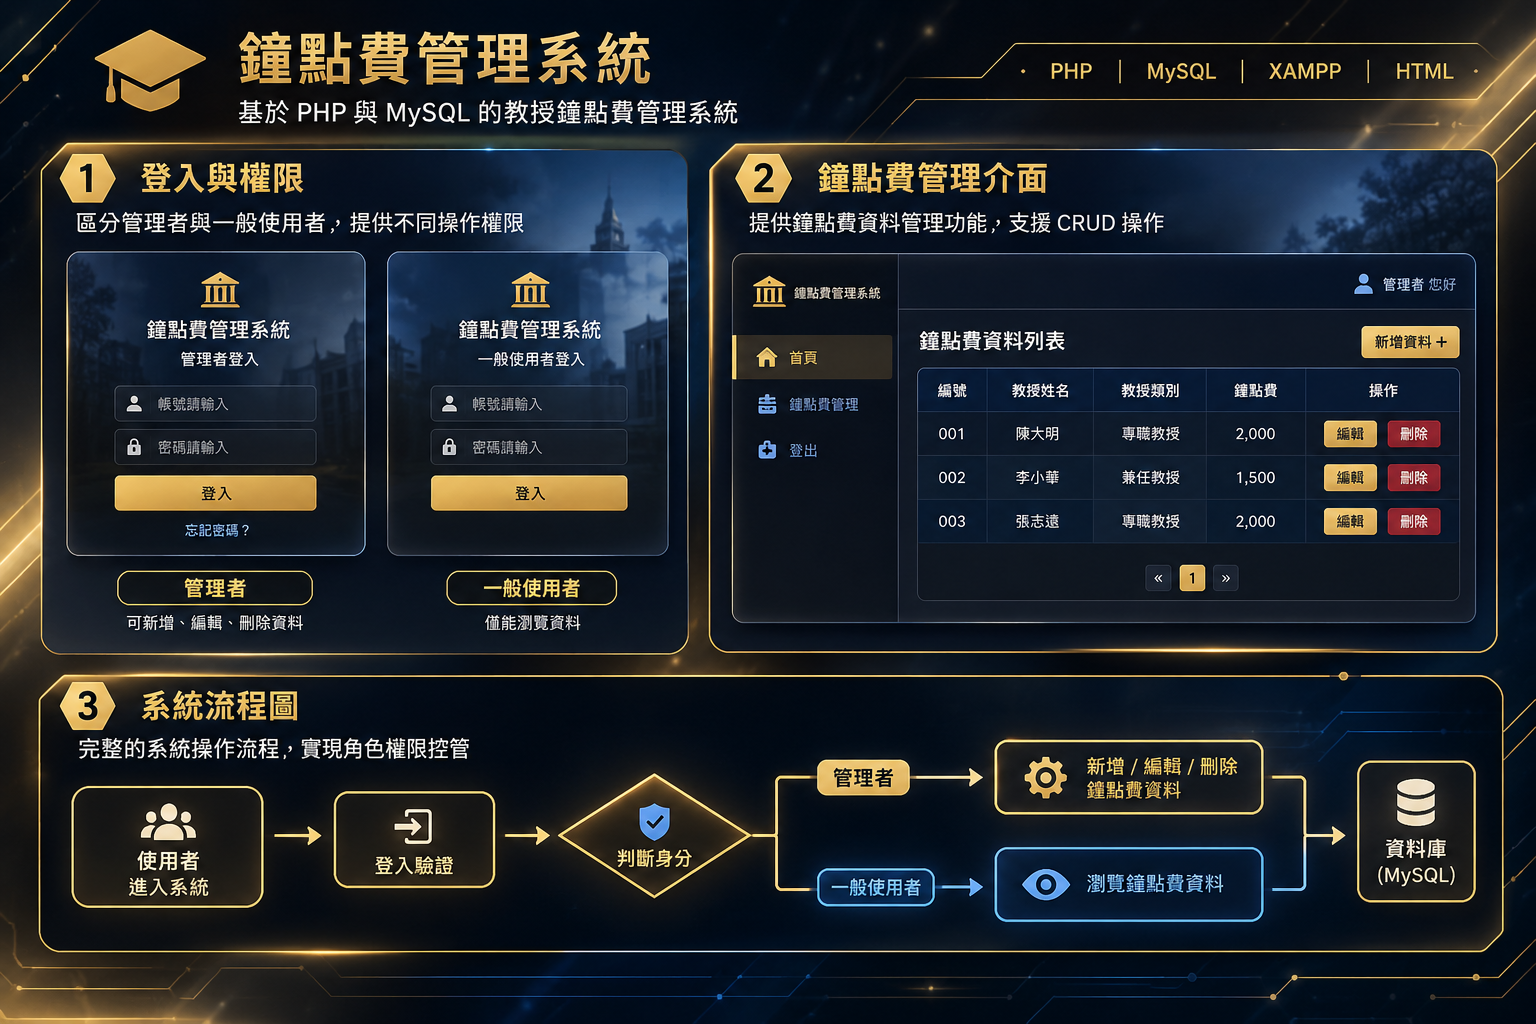 鐘點費管理系統
基於 PHP 與 MySQL 的教授鐘點費管理系統
PHP | MySQL | XAMPP | HTML
1 登入與權限
區分管理者與一般使用者，提供不同操作權限
鐘點費管理系統
管理者登入
帳號請輸入
密碼請輸入
登入
忘記密碼？
管理者
可新增、編輯、刪除資料
鐘點費管理系統
一般使用者登入
帳號請輸入
密碼請輸入
登入
一般使用者
僅能瀏覽資料
2 鐘點費管理介面
提供鐘點費資料管理功能，支援 CRUD 操作
鐘點費管理系統
管理者 您好
首頁
鐘點費管理
登出
鐘點費資料列表
新增資料＋
編號 教授姓名 教授類別 鐘點費 操作
001 陳大明 專職教授 2,000 編輯 刪除
002 李小華 兼任教授 1,500 編輯 刪除
003 張志遠 專職教授 2,000 編輯 刪除
« 1 »
3 系統流程圖
完整的系統操作流程，實現角色權限控管
使用者
進入系統
登入驗證
判斷身分
管理者
新增 / 編輯 / 刪除
鐘點費資料
一般使用者
瀏覽鐘點費資料
資料庫
(MySQL)